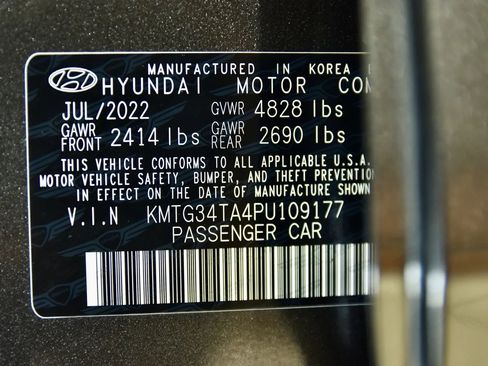 MANUFACTURED IN KOREA
HYUNDAI MOTOR
JUL/2022 GVWR 4828 lbs
GAWR FRONT 2414 lbs GAWR REAR 2690 lbs
THIS VEHICLE CONFORMS TO ALL APPLICABLE U.S.A.
MOTOR VEHICLE SAFETY, BUMPER, AND THEFT PREVENTION
IN EFFECT ON THE DATE OF MANUFACTURE SHOWN
V.I.N KMTG34TA4PU109177
PASSENGER CAR